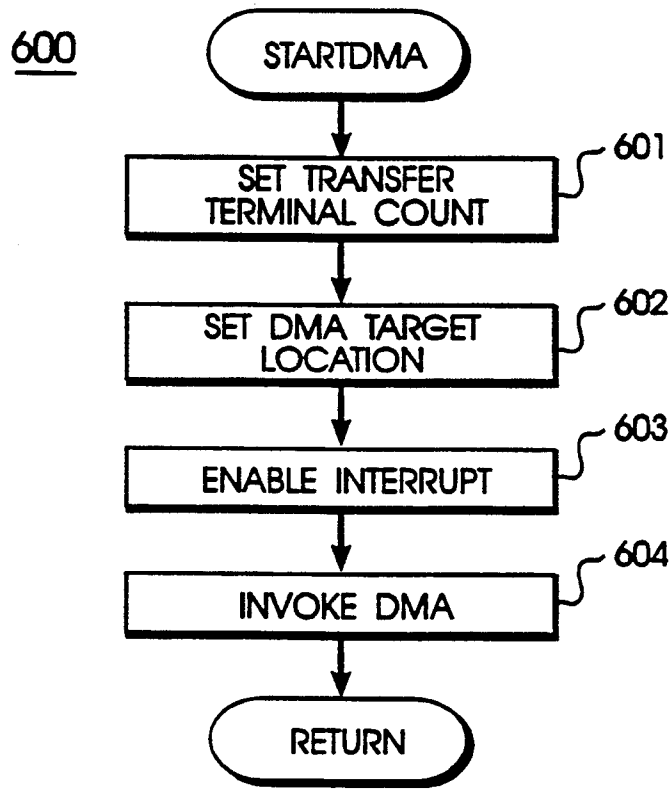 600
STARTDMA
601
SET TRANSFER
TERMINAL COUNT
602
SET DMA TARGET
LOCATION
603
ENABLE INTERRUPT
604
INVOKE DMA
RETURN